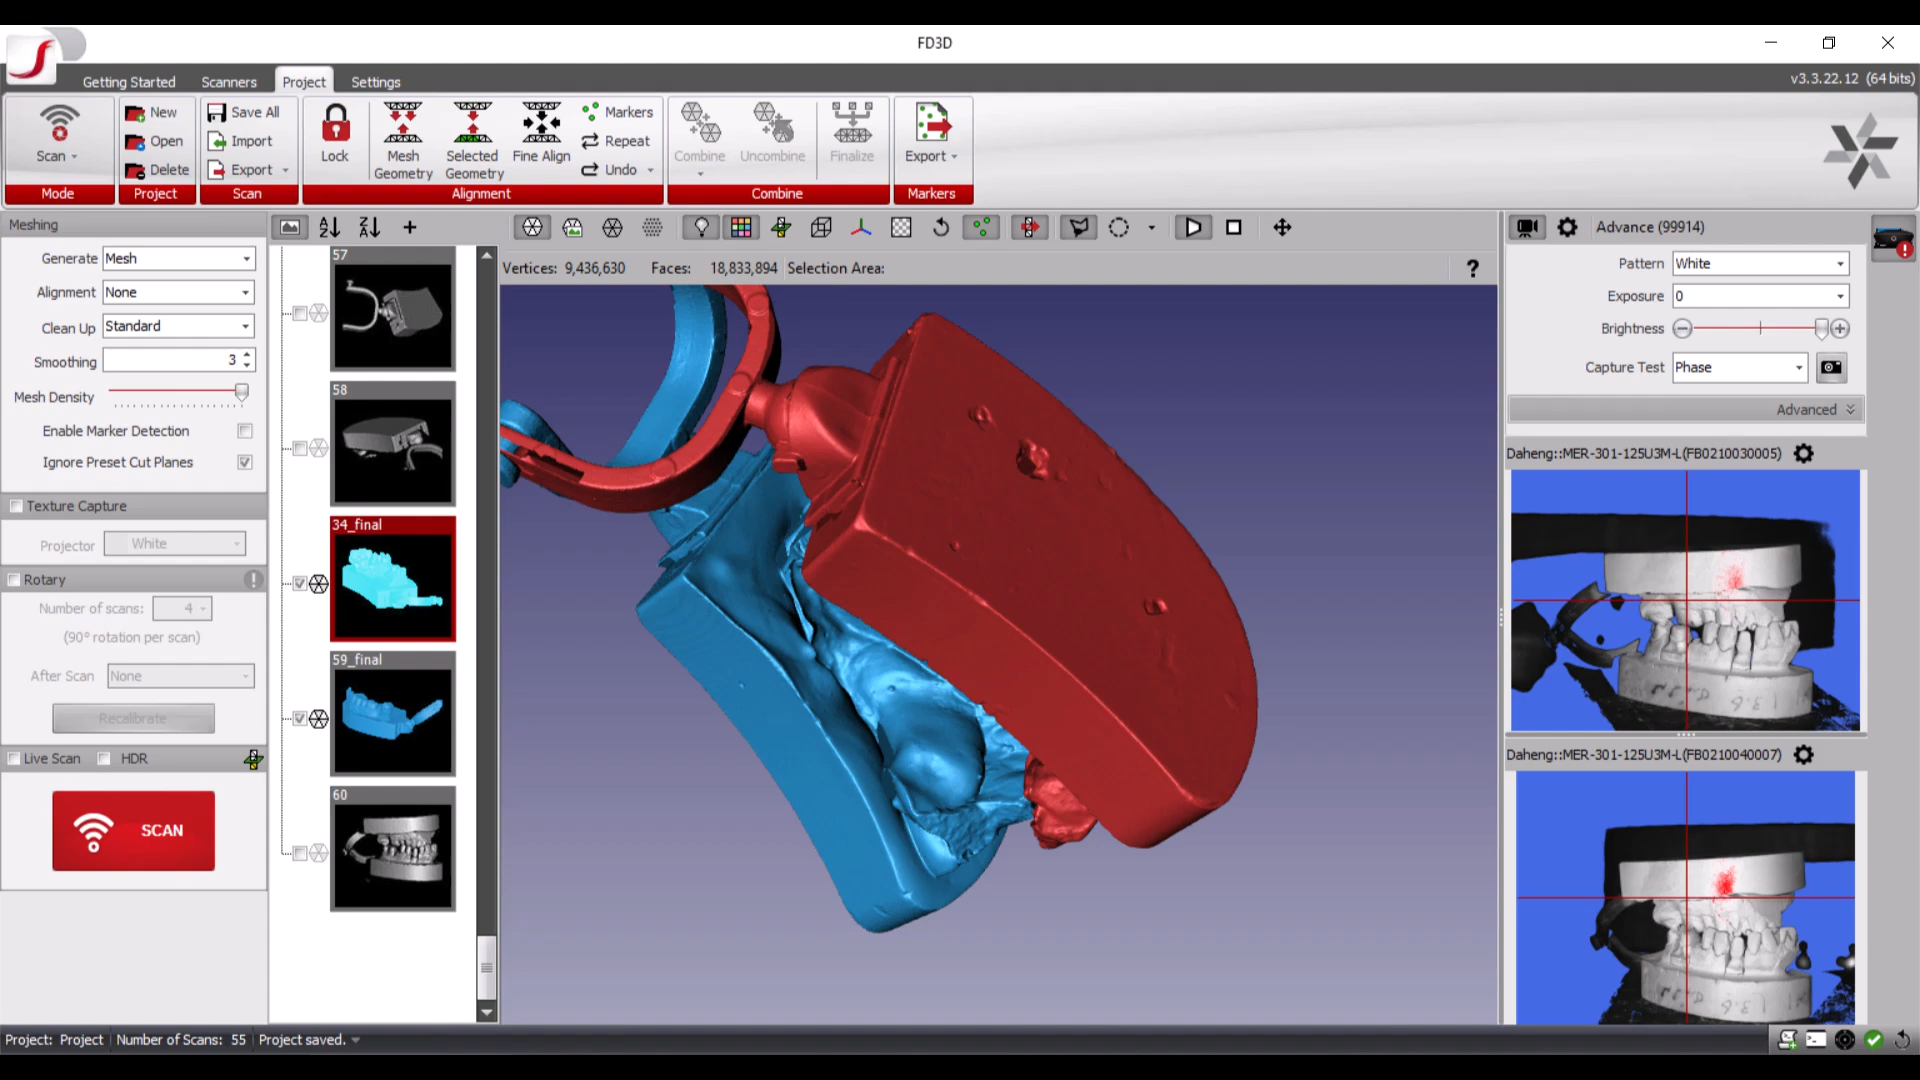 FD3D
Getting Started Scanners Project Settings
v3.3.22.12 (64 bits)
Scan
Mode
New
Open
Delete
Project
Save All
Import
Export
Scan
Lock
Mesh Geometry
Selected Geometry
Fine Align
Markers
Repeat
Undo
Alignment
Combine
Uncombine
Finalize
Combine
Export
Markers
Meshing
Generate Mesh
Alignment None
Clean Up Standard
Smoothing 3
Mesh Density
Enable Marker Detection
Ignore Preset Cut Planes
Texture Capture
Projector White
Rotary
Number of scans: 4
(90° rotation per scan)
After Scan None
Recalibrate
Live Scan HDR
SCAN
57
58
34_final
59_final
60
Vertices: 9,436,630 Faces: 18,833,894 Selection Area:
?
Advance (99914)
Pattern White
Exposure 0
Brightness
Capture Test Phase
Advanced
Daheng::MER-301-125U3M-L(FB0210030005)
Daheng::MER-301-125U3M-L(FB0210040007)
Project: Project Number of Scans: 55 Project saved.